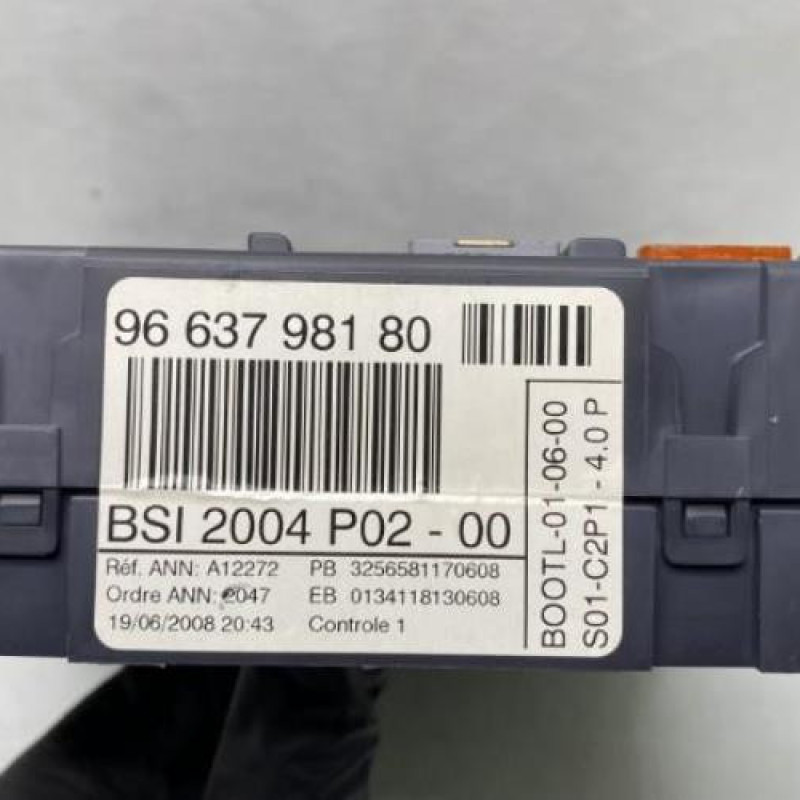 96 637 981 80
BSI 2004 P02 - 00
Réf. ANN: A12272 PB 3256581170608
Ordre ANN: 2047 EB 0134118130608
19/06/2008 20:43 Controle 1
BOOTL-01-06-00
S01-C2P1 - 4.0 P